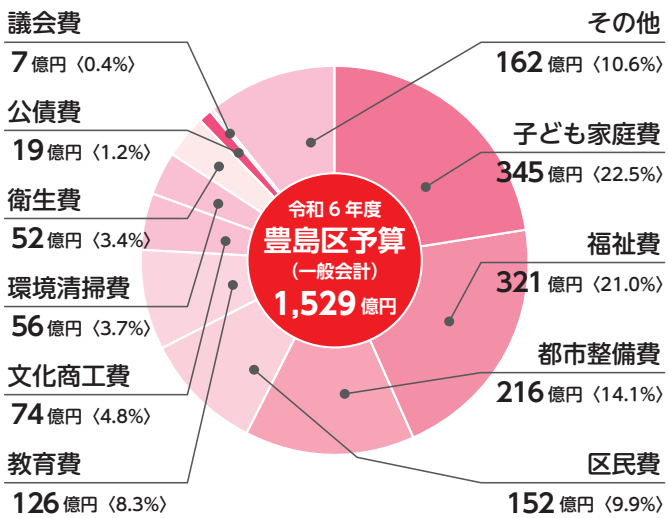 令和6年度
豊島区予算
（一般会計）
1,529億円
その他
162億円〈10.6%〉
子ども家庭費
345億円〈22.5%〉
福祉費
321億円〈21.0%〉
都市整備費
216億円〈14.1%〉
区民費
152億円〈9.9%〉
議会費
7億円〈0.4%〉
公債費
19億円〈1.2%〉
衛生費
52億円〈3.4%〉
環境清掃費
56億円〈3.7%〉
文化商工費
74億円〈4.8%〉
教育費
126億円〈8.3%〉